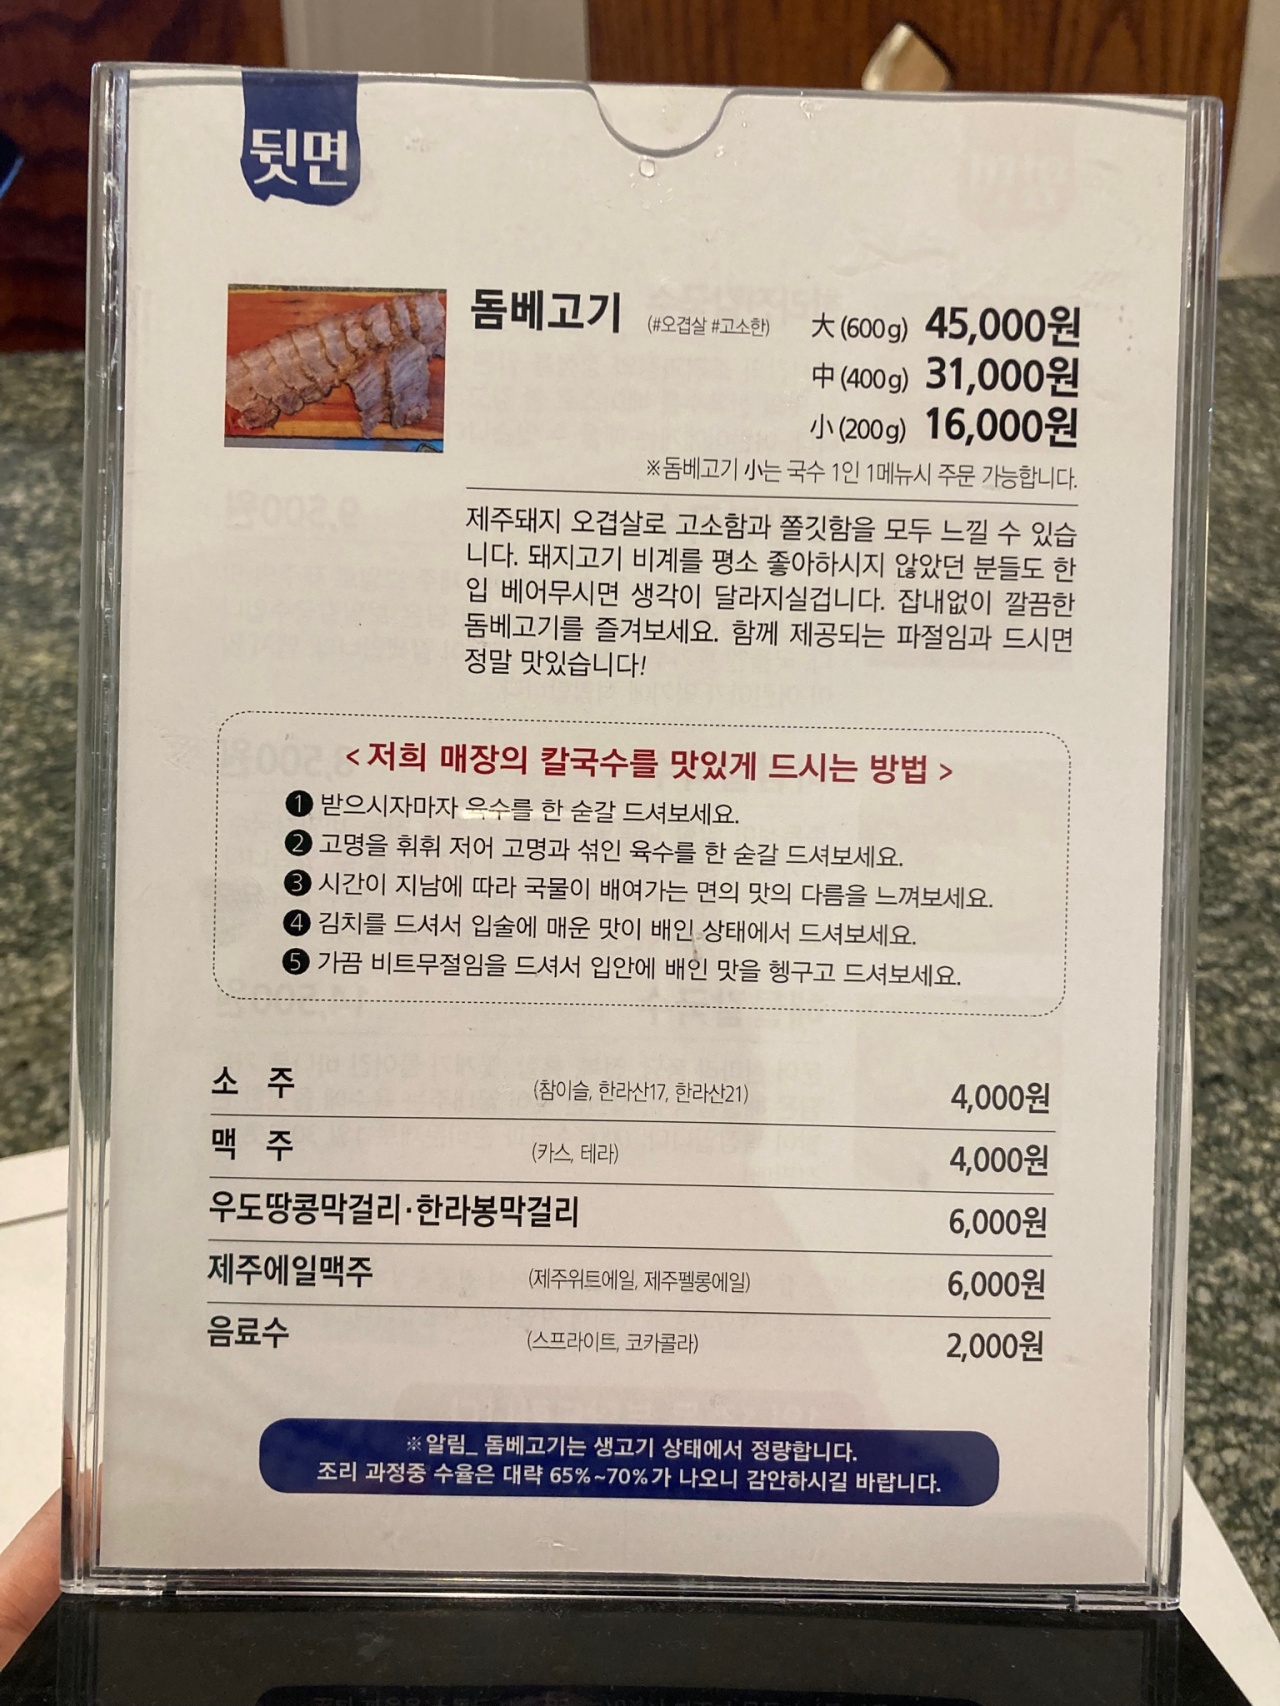 뒷면
돔베고기 (#오겹살 #고소한) 大 (600g) 45,000원
中 (400g) 31,000원
小 (200g) 16,000원
※돔베고기 小는 국수 1인 1메뉴시 주문 가능합니다.
제주돼지 오겹살로 고소함과 쫄깃함을 모두 느낄 수 있습
니다. 돼지고기 비계를 평소 좋아하시지 않았던 분들도 한
입 베어무시면 생각이 달라지실겁니다. 잡내없이 깔끔한
돔베고기를 즐겨보세요. 함께 제공되는 파절임과 드시면
정말 맛있습니다!
< 저희 매장의 칼국수를 맛있게 드시는 방법 >
❶ 받으시자마자 육수를 한 숟갈 드셔보세요.
❷ 고명을 휘휘 저어 고명과 섞인 육수를 한 숟갈 드셔보세요.
❸ 시간이 지남에 따라 국물이 배여가는 면의 맛의 다름을 느껴보세요.
❹ 김치를 드셔서 입술에 매운 맛이 배인 상태에서 드셔보세요.
❺ 가끔 비트무절임을 드셔서 입안에 배인 맛을 헹구고 드셔보세요.
소 주 (참이슬, 한라산17, 한라산21) 4,000원
맥 주 (카스, 테라) 4,000원
우도땅콩막걸리·한라봉막걸리 6,000원
제주에일맥주 (제주위트에일, 제주펠롱에일) 6,000원
음료수 (스프라이트, 코카콜라) 2,000원
※알림_ 돔베고기는 생고기 상태에서 정량합니다.
조리 과정중 수율은 대략 65%~70%가 나오니 감안하시길 바랍니다.